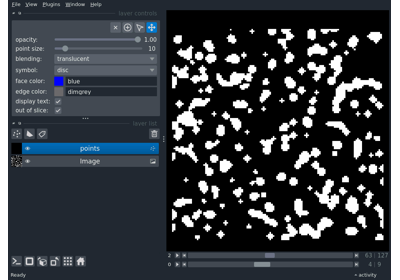 File View Plugins Window Help
layer controls
opacity: 1.00
point size: 10
blending: translucent
symbol: disc
face color: blue
edge color: dimgrey
display text:
out of slice:
layer list
points
Image
2 63 127
0 4 9
Ready activity